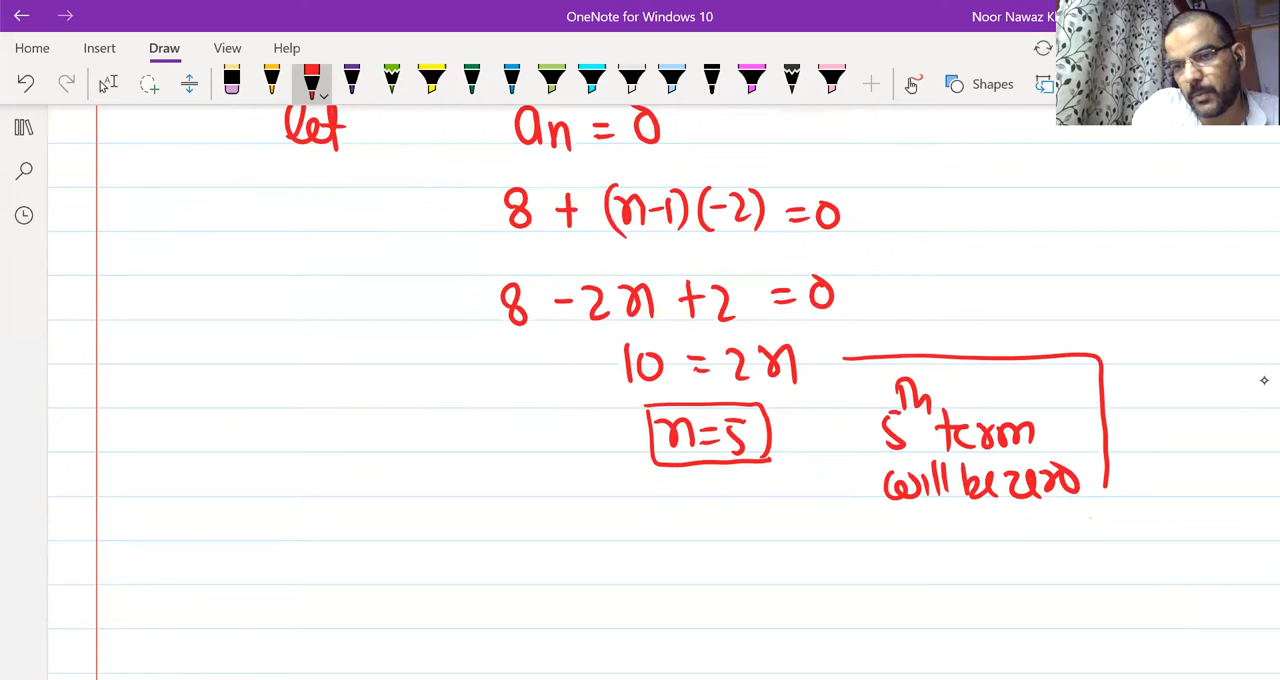 OneNote for Windows 10
Noor Nawaz K
Home Insert Draw View Help
Shapes
let an = 0
8 + (n-1)(-2) = 0
8 - 2n + 2 = 0
10 = 2n
n = 5
5th term
will be zero